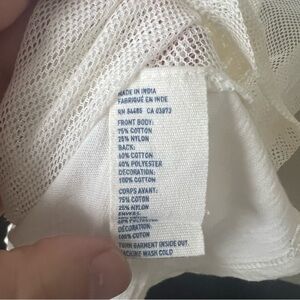 MADE IN INDIA
FABRIQUÉ EN INDE
RN 54485 CA 03973
FRONT BODY:
75% COTTON
25% NYLON
BACK:
60% COTTON
40% POLYESTER
DECORATION:
100% COTTON
CORPS AVANT:
75% COTON
25% NYLON
DÉCORATION:
100% COTON
TURN GARMENT INSIDE OUT
MACHINE WASH COLD